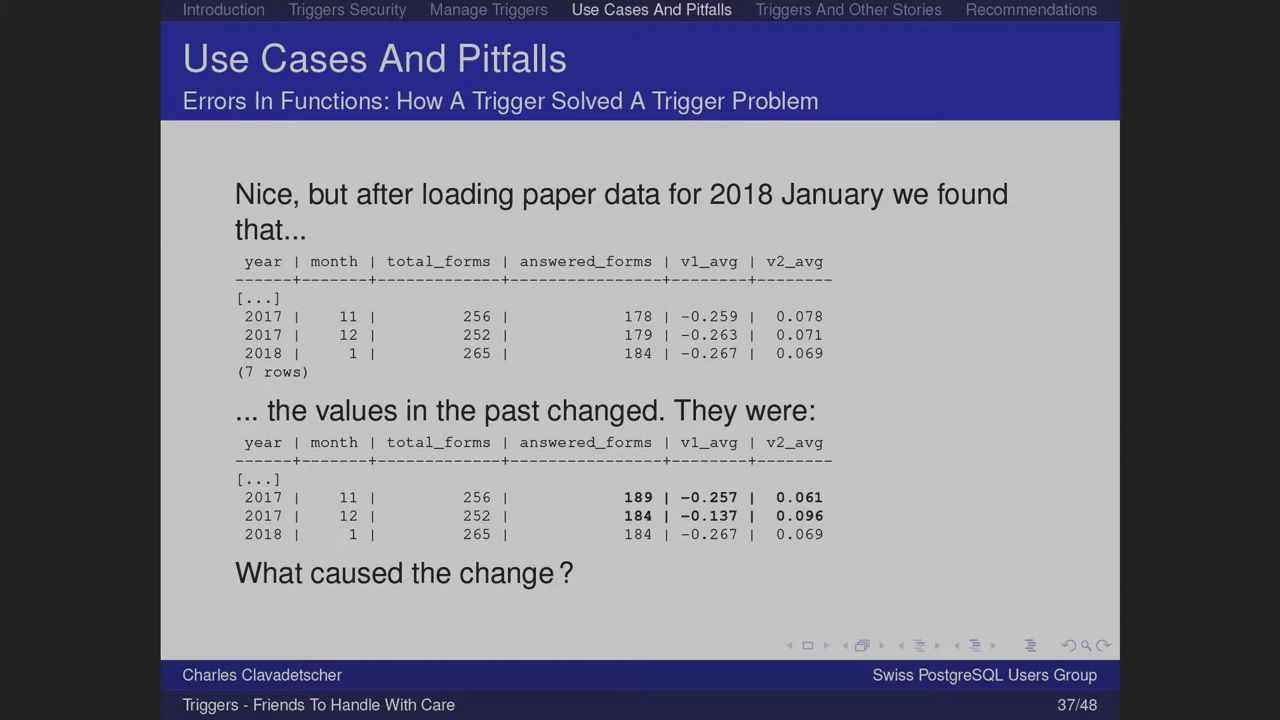 Introduction Triggers Security Manage Triggers Use Cases And Pitfalls Triggers And Other Stories Recommendations
Use Cases And Pitfalls
Errors In Functions: How A Trigger Solved A Trigger Problem
Nice, but after loading paper data for 2018 January we found
that...
 year | month | total_forms | answered_forms | v1_avg | v2_avg
------+-------+-------------+----------------+--------+--------
[...]
 2017 |    11 |         256 |            178 | -0.259 |  0.078
 2017 |    12 |         252 |            179 | -0.263 |  0.071
 2018 |     1 |         265 |            184 | -0.267 |  0.069
(7 rows)
... the values in the past changed. They were:
 year | month | total_forms | answered_forms | v1_avg | v2_avg
------+-------+-------------+----------------+--------+--------
[...]
 2017 |    11 |         256 |            189 | -0.257 |  0.061
 2017 |    12 |         252 |            184 | -0.137 |  0.096
 2018 |     1 |         265 |            184 | -0.267 |  0.069
What caused the change ?
Charles Clavadetscher Swiss PostgreSQL Users Group
Triggers - Friends To Handle With Care 37/48